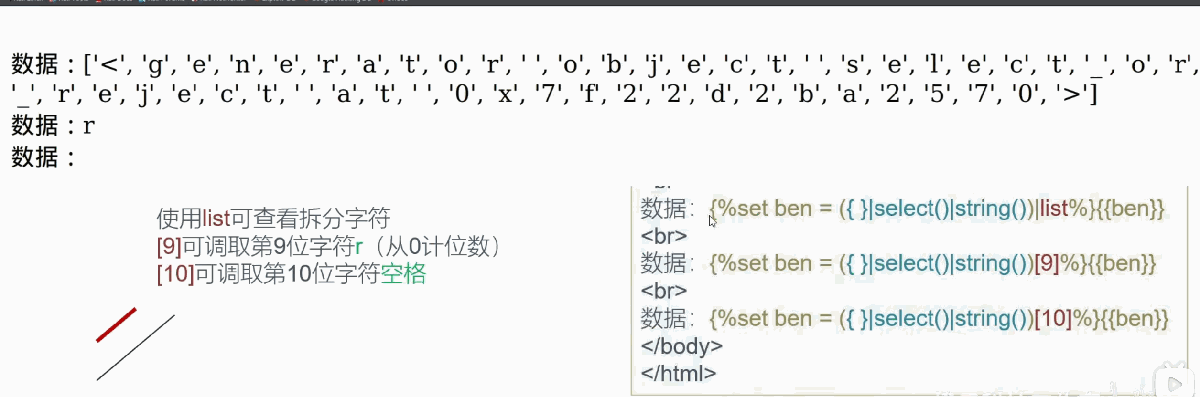 数据：['<', 'g', 'e', 'n', 'e', 'r', 'a', 't', 'o', 'r', ' ', 'o', 'b', 'j', 'e', 'c', 't', ' ', 's', 'e', 'l', 'e', 'c', 't', '_', 'o', 'r',
'_', 'r', 'e', 'j', 'e', 'c', 't', ' ', 'a', 't', ' ', '0', 'x', '7', 'f', '2', '2', 'd', '2', 'b', 'a', '2', '5', '7', '0', '>']
数据：r
数据：
使用list可查看拆分字符
[9]可调取第9位字符r（从0计位数）
[10]可调取第10位字符空格
数据：{%set ben = ({ }|select()|string())|list%}{{ben}}
<br>
数据：{%set ben = ({ }|select()|string())[9]%}{{ben}}
<br>
数据：{%set ben = ({ }|select()|string())[10]%}{{ben}}
</body>
</html>